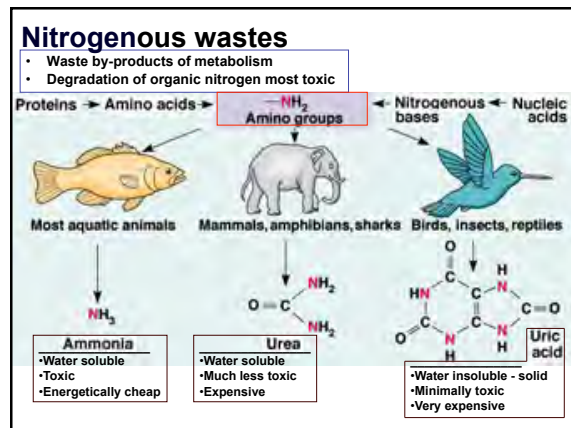 Nitrogenous wastes
• Waste by-products of metabolism
• Degradation of organic nitrogen most toxic
Proteins → Amino acids → —NH₂ ← Nitrogenous ← Nucleic
Amino groups bases acids
Most aquatic animals
Mammals, amphibians, sharks
Birds, insects, reptiles
NH₃
Ammonia
•Water soluble
•Toxic
•Energetically cheap
NH₂
O=C
NH₂
Urea
•Water soluble
•Much less toxic
•Expensive
O H
C N
HN C
C=O
C C
O N N
H H
Uric
acid
•Water insoluble - solid
•Minimally toxic
•Very expensive